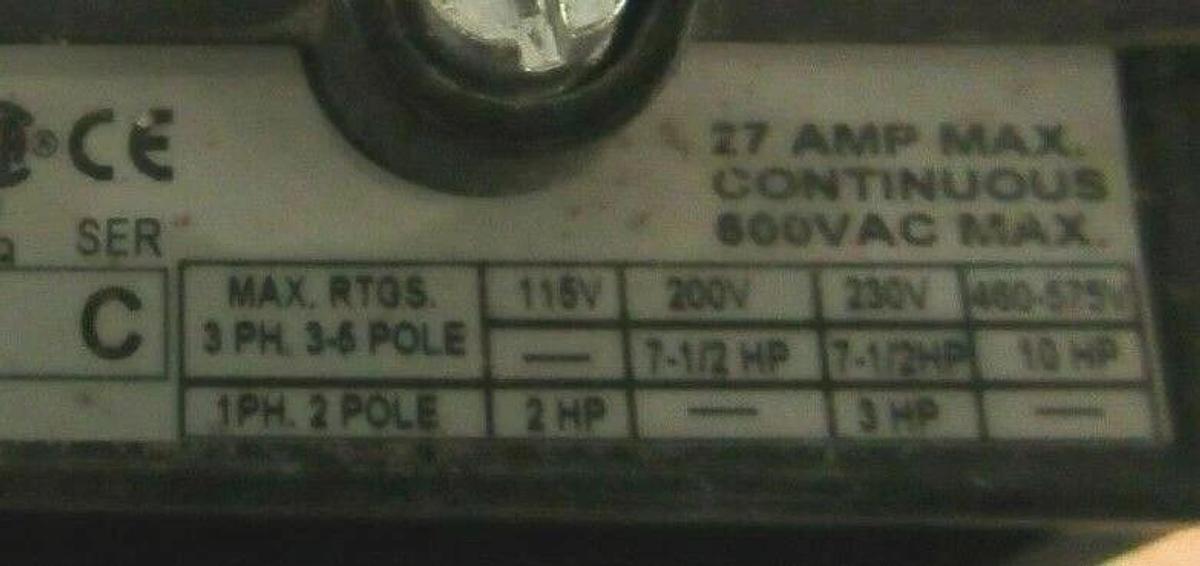 ® CE
27 AMP MAX.
CONTINUOUS
600VAC MAX.
SER
C
MAX. RTGS. 115V 200V 230V 460-575V
3 PH. 3-5 POLE — 7-1/2 HP 7-1/2HP 10 HP
1PH. 2 POLE 2 HP — 3 HP —